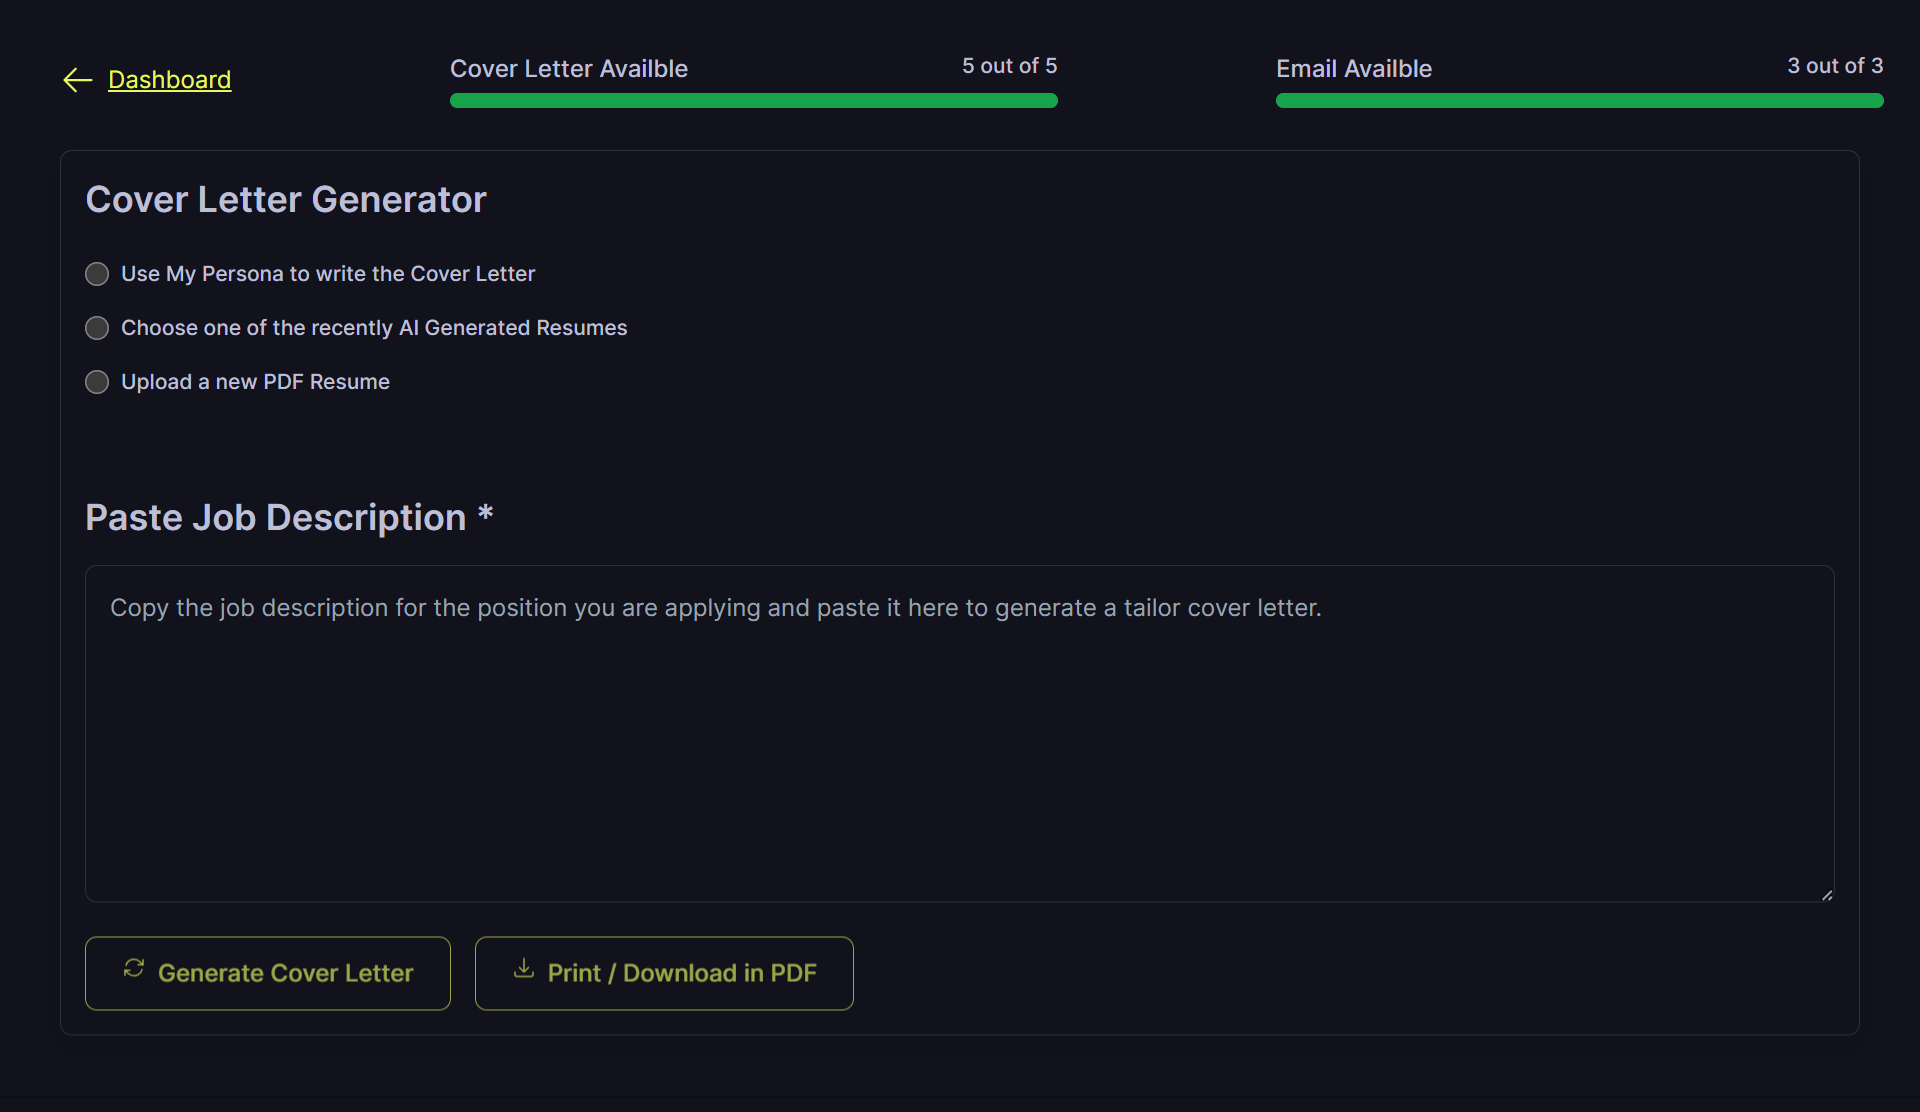 Dashboard
Cover Letter Availble
5 out of 5
Email Availble
3 out of 3
Cover Letter Generator
Use My Persona to write the Cover Letter
Choose one of the recently AI Generated Resumes
Upload a new PDF Resume
Paste Job Description *
Copy the job description for the position you are applying and paste it here to generate a tailor cover letter.
Generate Cover Letter
Print / Download in PDF